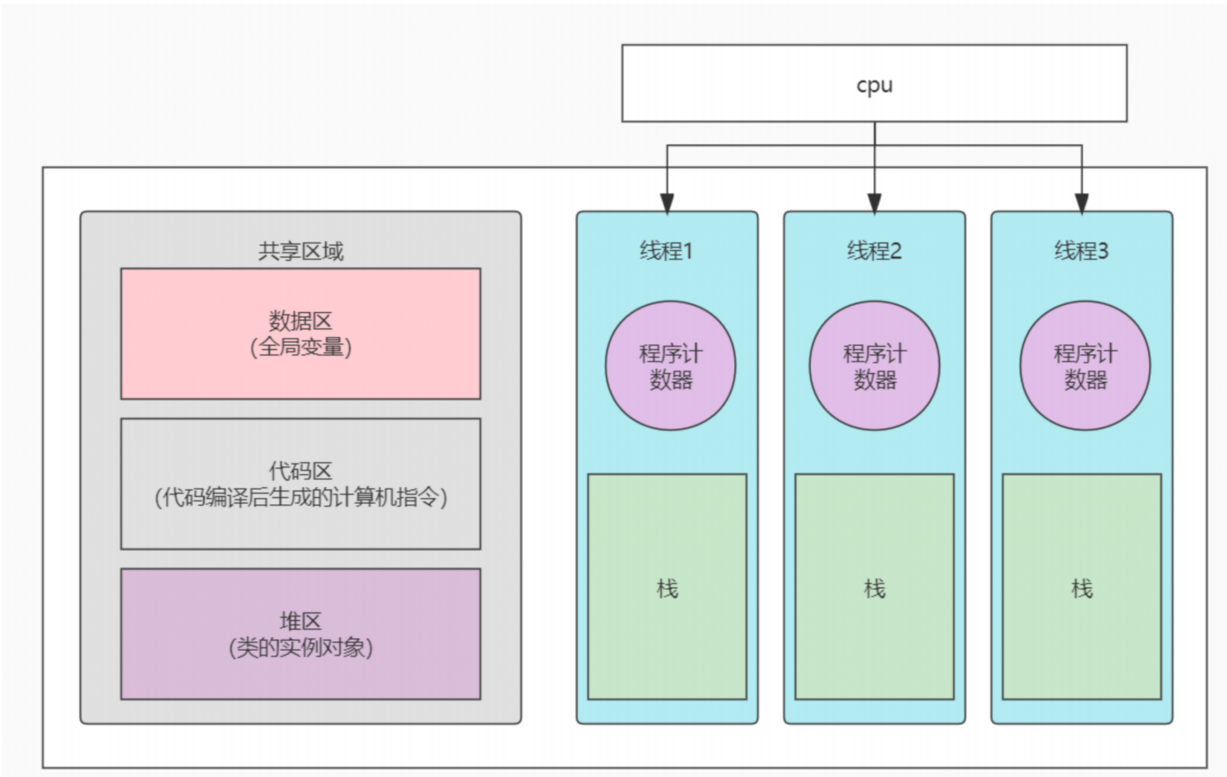 cpu
共享区域
数据区
(全局变量)
代码区
(代码编译后生成的计算机指令)
堆区
(类的实例对象)
线程1
程序计
数器
栈
线程2
程序计
数器
栈
线程3
程序计
数器
栈